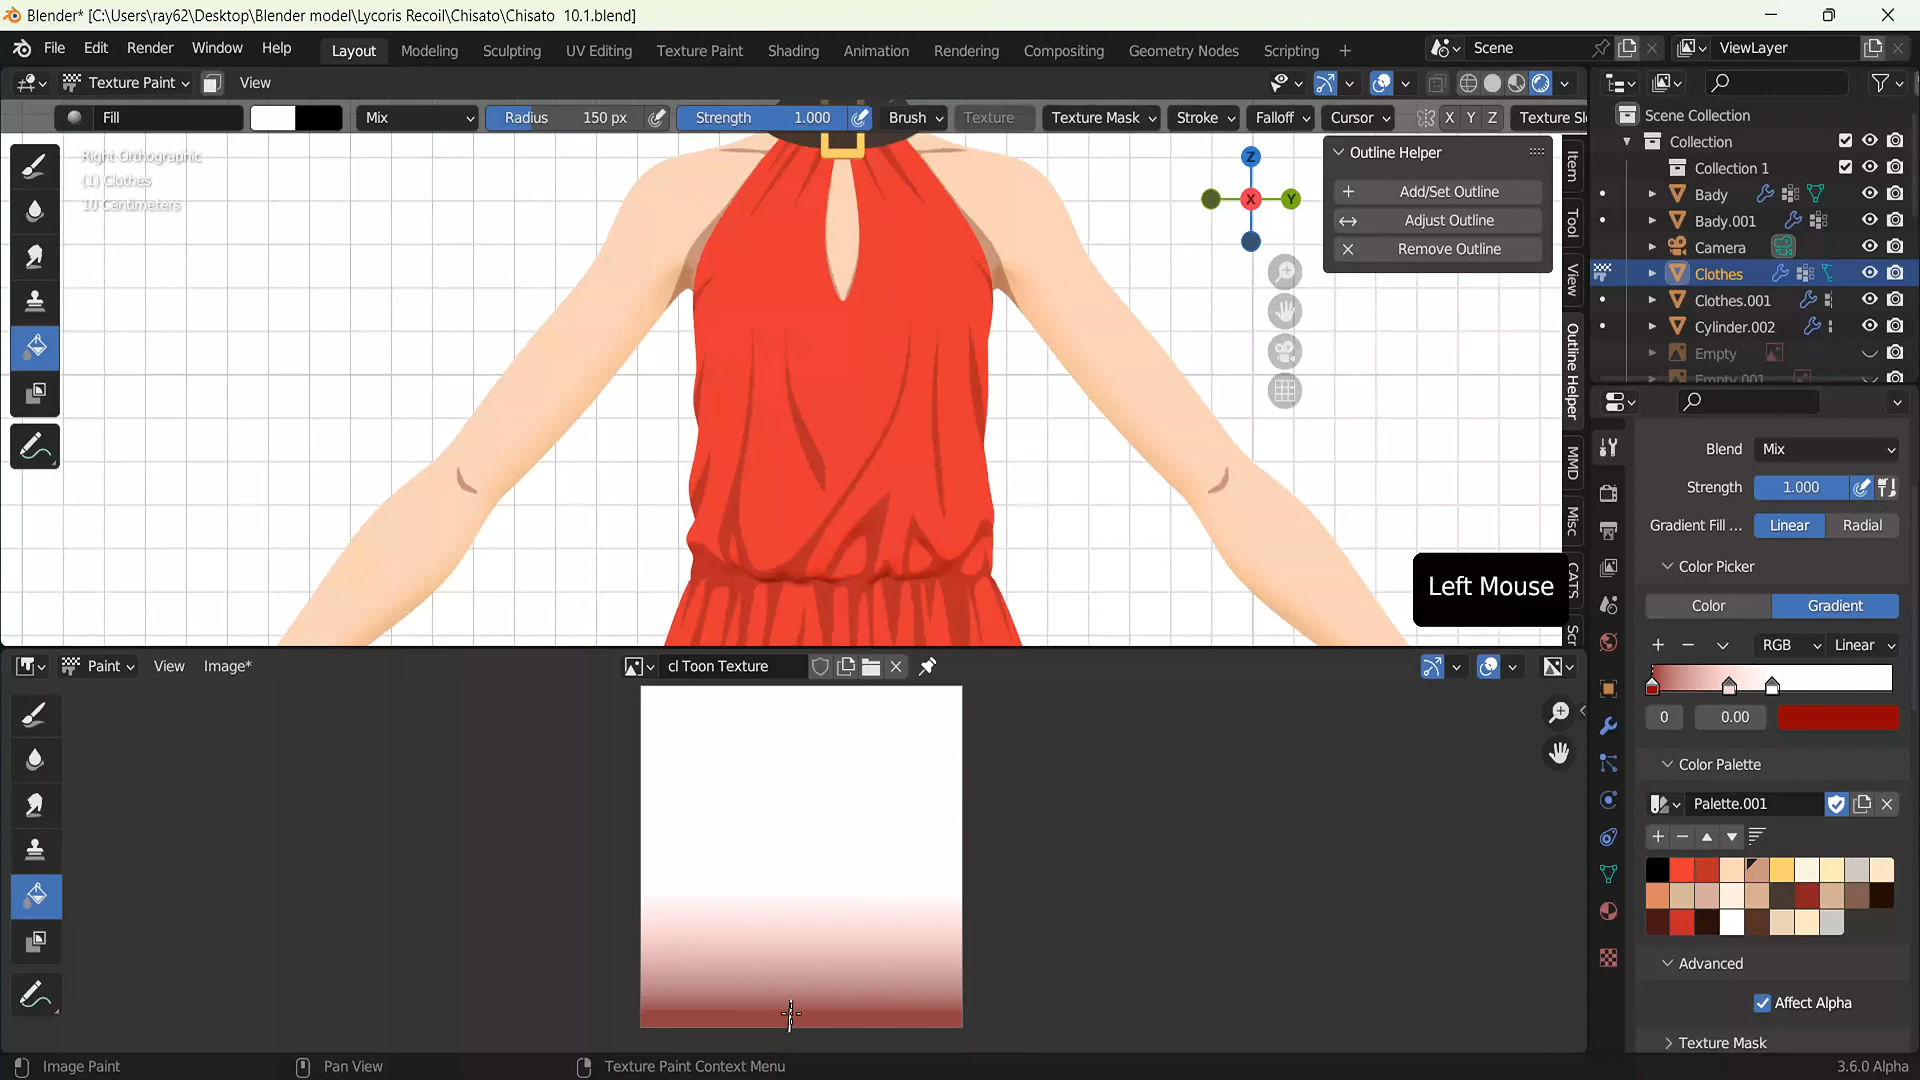 Blender* [C:\Users\ray62\Desktop\Blender model\Lycoris Recoil\Chisato\Chisato 10.1.blend]
File Edit Render Window Help Layout Modeling Sculpting UV Editing Texture Paint Shading Animation Rendering Compositing Geometry Nodes Scripting + Scene ViewLayer
Texture Paint View
Fill Mix Radius 150 px Strength 1.000 Brush Texture Texture Mask Stroke Falloff Cursor X Y Z Texture Sl
Right Orthographic
(1) Clothes
10 Centimeters
Z
X Y
Outline Helper
Add/Set Outline
Adjust Outline
Remove Outline
Item
Tool
View
Outline Helper
MMD
Misc
CATS
Scr
Left Mouse
Scene Collection
Collection
Collection 1
Bady
Bady.001
Camera
Clothes
Clothes.001
Cylinder.002
Empty
Empty.001
Blend Mix
Strength 1.000
Gradient Fill ... Linear Radial
Color Picker
Color Gradient
RGB Linear
0 0.00
Color Palette
Palette.001
Advanced
Affect Alpha
Texture Mask
Paint View Image* cl Toon Texture
Image Paint Pan View Texture Paint Context Menu 3.6.0 Alpha